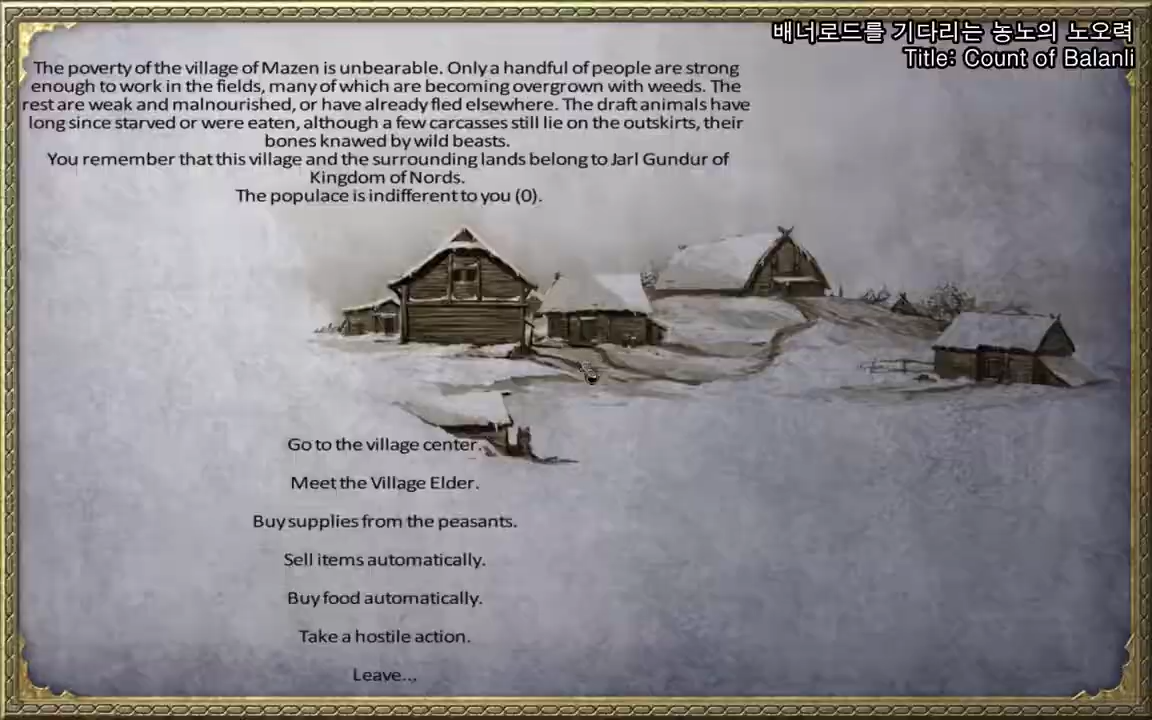 배너로드를 기다리는 농노의 노오력
Title: Count of Balanli
The poverty of the village of Mazen is unbearable. Only a handful of people are strong
enough to work in the fields, many of which are becoming overgrown with weeds. The
rest are weak and malnourished, or have already fled elsewhere. The draft animals have
long since starved or were eaten, although a few carcasses still lie on the outskirts, their
bones knawed by wild beasts.
You remember that this village and the surrounding lands belong to Jarl Gundur of
Kingdom of Nords.
The populace is indifferent to you (0).
Go to the village center.
Meet the Village Elder.
Buy supplies from the peasants.
Sell items automatically.
Buy food automatically.
Take a hostile action.
Leave...